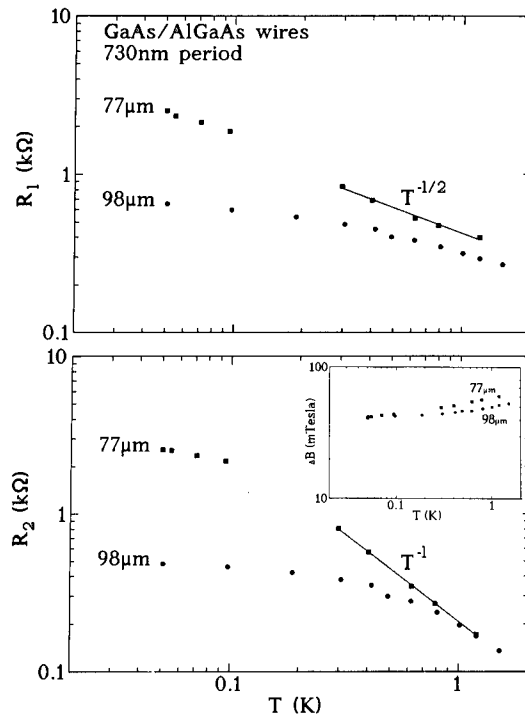 10
GaAs/AlGaAs wires
730nm period
77μm
R₁ (kΩ)
1
98μm
T⁻¹/²
0.1
10
100
77μm
98μm
ΔB (mTesla)
10
0.1
1
T (K)
77μm
R₂ (kΩ)
1
98μm
T⁻¹
0.1
0.1
1
T (K)